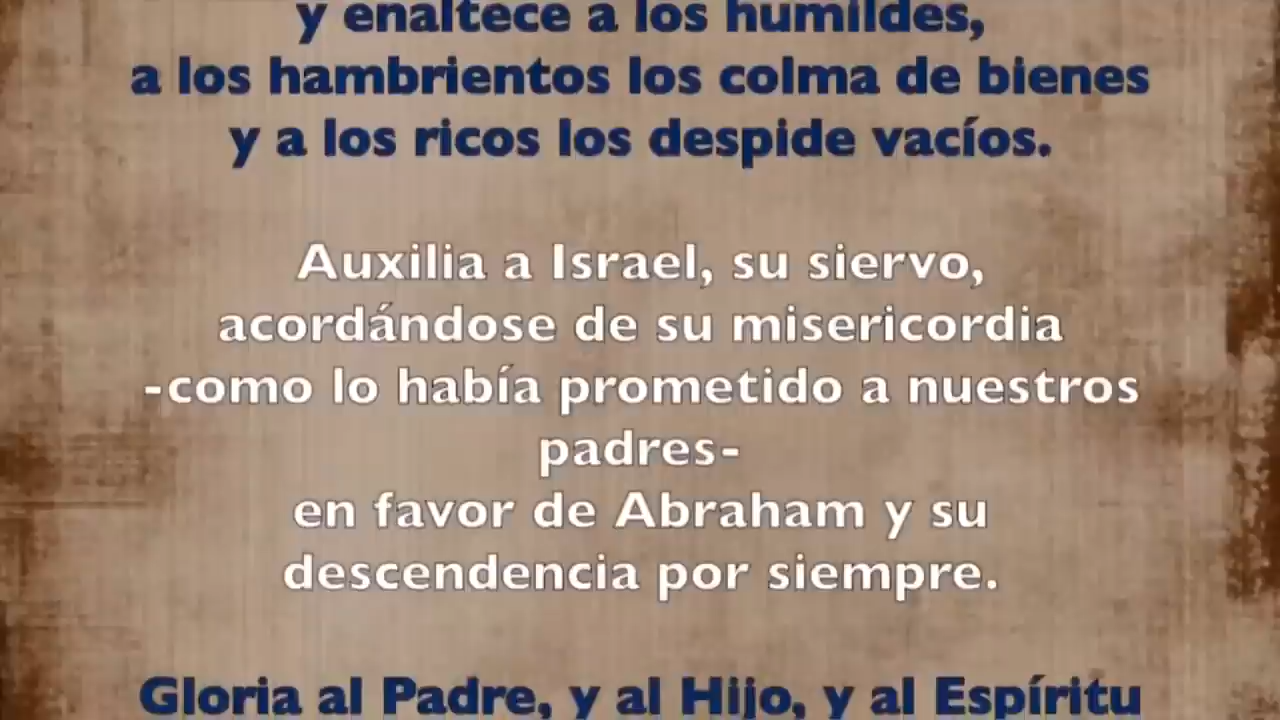 y enaltece a los humildes,
a los hambrientos los colma de bienes
y a los ricos los despide vacíos.
Auxilia a Israel, su siervo,
acordándose de su misericordia
-como lo había prometido a nuestros
padres-
en favor de Abraham y su
descendencia por siempre.
Gloria al Padre, y al Hijo, y al Espíritu